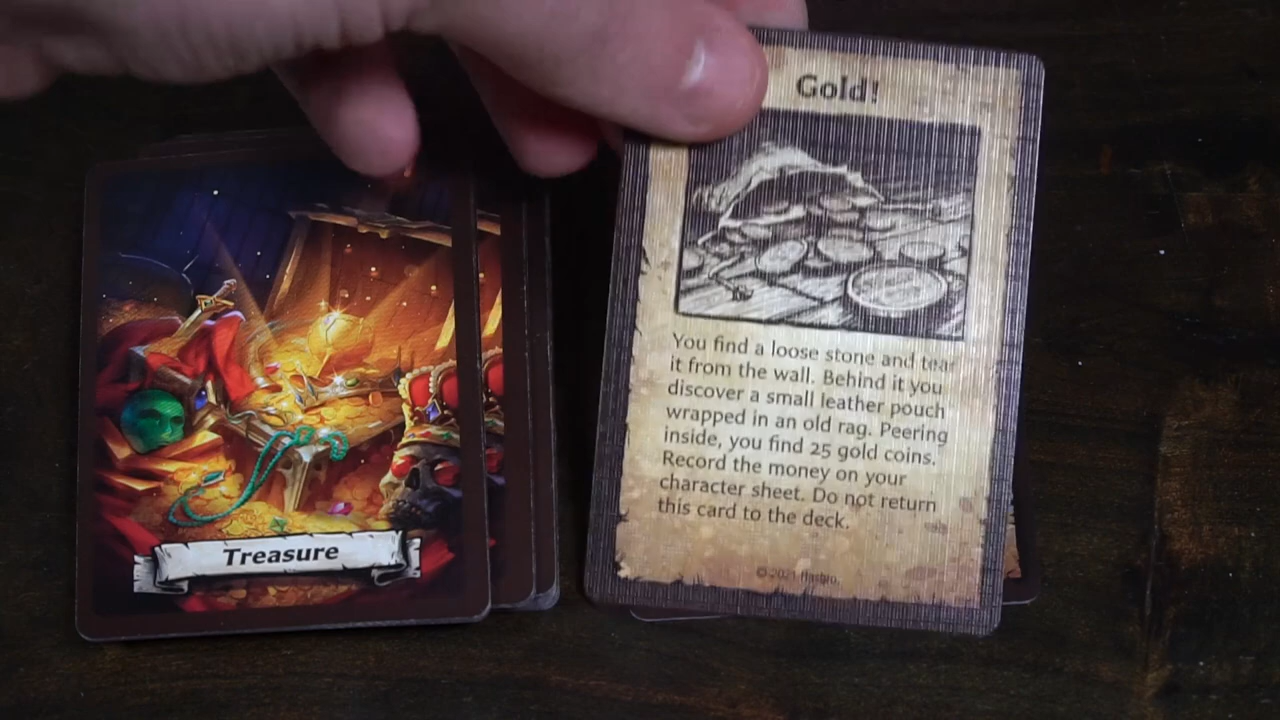 Treasure
Gold!
You find a loose stone and tear
it from the wall. Behind it you
discover a small leather pouch
wrapped in an old rag. Peering
inside, you find 25 gold coins.
Record the money on your
character sheet. Do not return
this card to the deck.
© 2021 Hasbro.